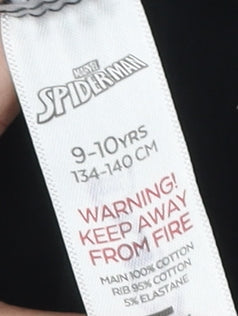 MARVEL
SPIDER-MAN
9-10YRS
134-140 CM
WARNING!
KEEP AWAY
FROM FIRE
MAIN 100% COTTON
RIB 95% COTTON
5% ELASTANE